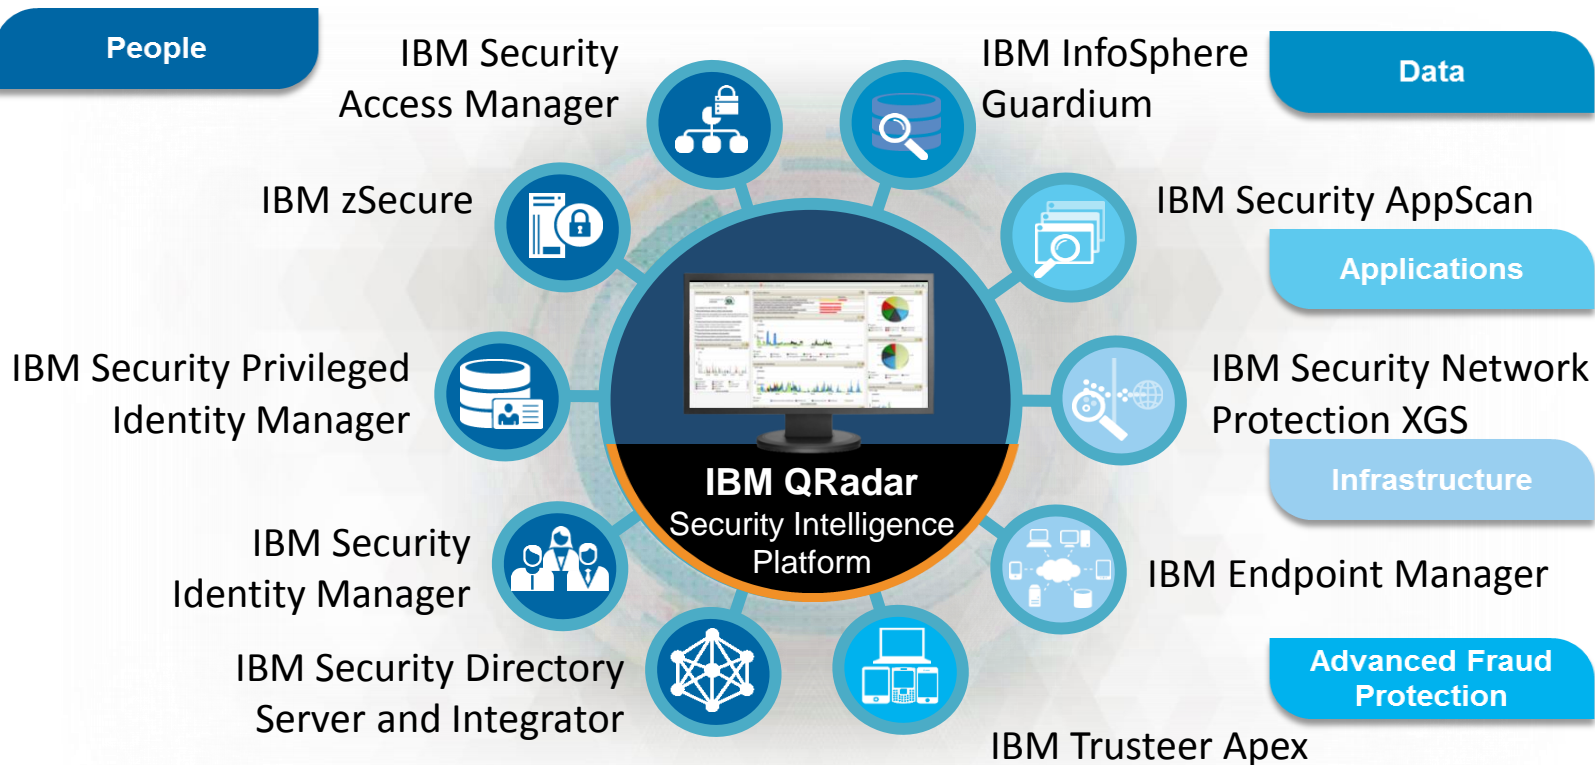 People
IBM Security
Access Manager
IBM InfoSphere
Guardium
Data
IBM zSecure
IBM Security AppScan
Applications
IBM Security Privileged
Identity Manager
IBM Security Network
Protection XGS
Infrastructure
IBM QRadar
Security Intelligence
Platform
IBM Security
Identity Manager
IBM Endpoint Manager
IBM Security Directory
Server and Integrator
Advanced Fraud
Protection
IBM Trusteer Apex